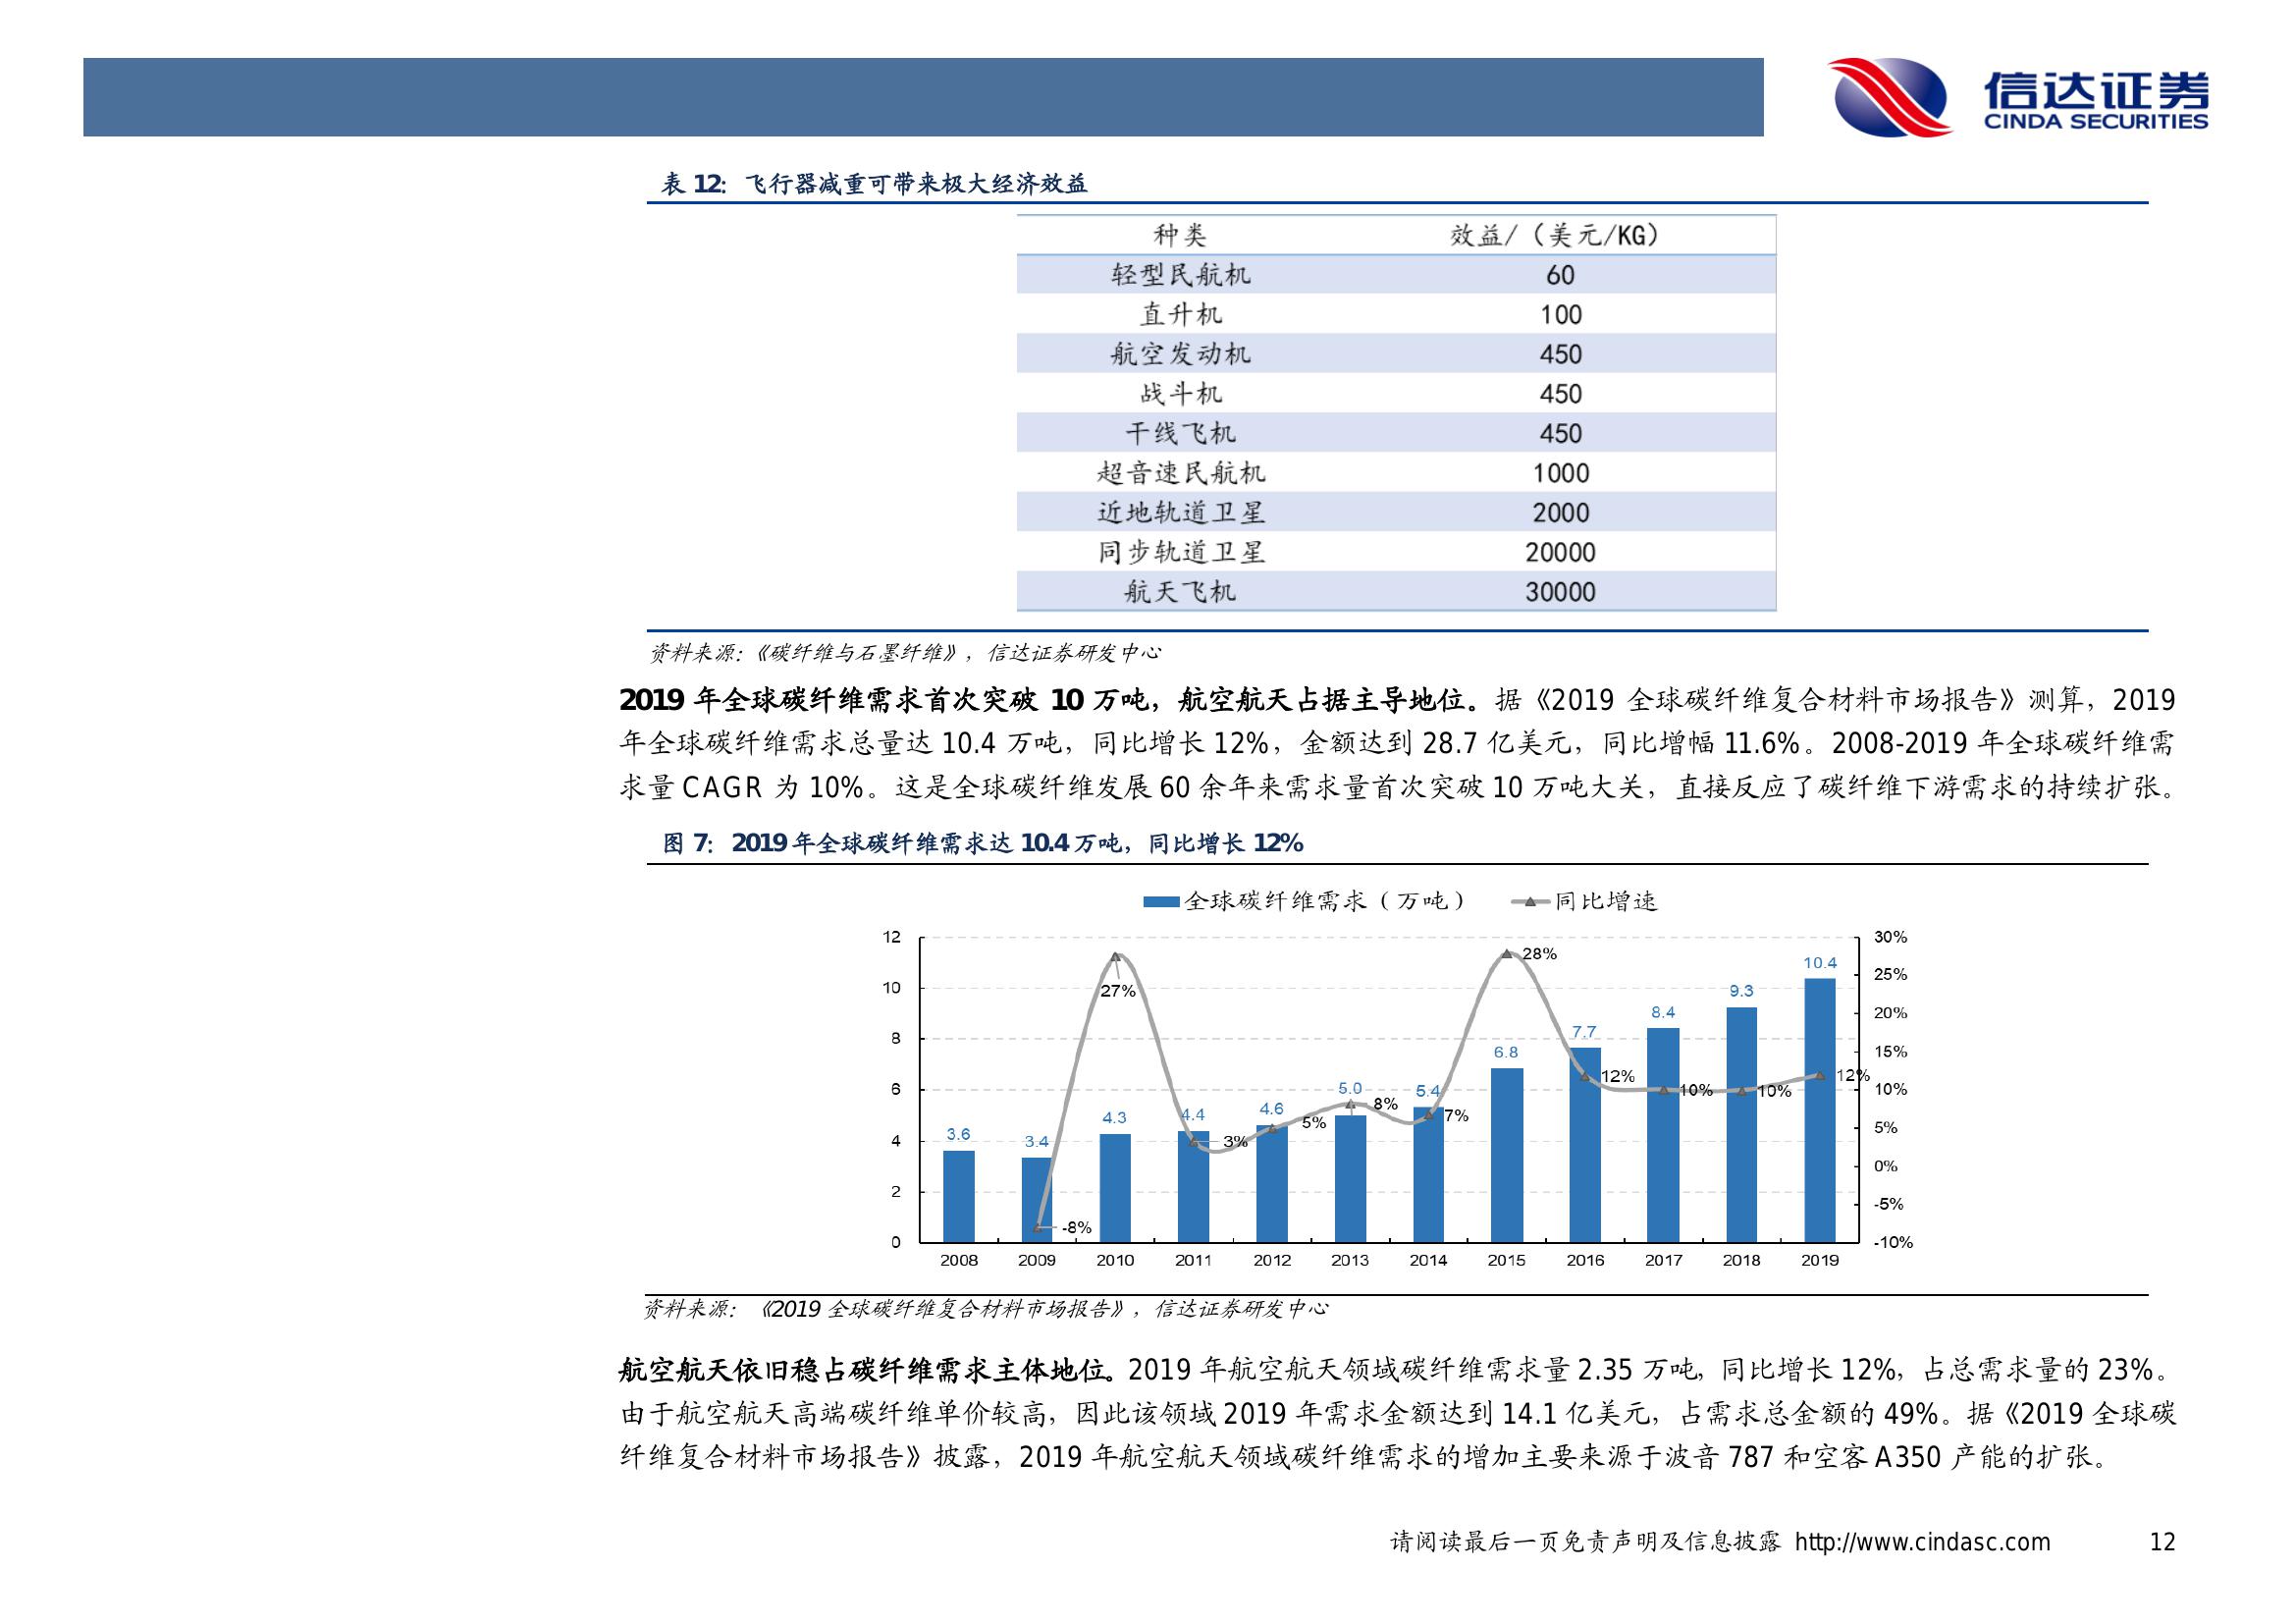 信达证券
CINDA SECURITIES
表 12：飞行器减重可带来极大经济效益
种类 效益/（美元/KG）
轻型民航机 60
直升机 100
航空发动机 450
战斗机 450
干线飞机 450
超音速民航机 1000
近地轨道卫星 2000
同步轨道卫星 20000
航天飞机 30000
资料来源：《碳纤维与石墨纤维》，信达证券研发中心
2019 年全球碳纤维需求首次突破 10 万吨，航空航天占据主导地位。据《2019 全球碳纤维复合材料市场报告》测算，2019
年全球碳纤维需求总量达 10.4 万吨，同比增长 12%，金额达到 28.7 亿美元，同比增幅 11.6%。2008-2019 年全球碳纤维需
求量 CAGR 为 10%。这是全球碳纤维发展 60 余年来需求量首次突破 10 万吨大关，直接反应了碳纤维下游需求的持续扩张。
图 7：2019 年全球碳纤维需求达 10.4 万吨，同比增长 12%
全球碳纤维需求（万吨） 同比增速
12 30%
10 25%
8 20%
6 15%
4 10%
2 5%
0 0%
-5%
-10%
3.6 3.4 4.3 4.4 4.6 5.0 5.4 6.8 7.7 8.4 9.3 10.4
-8% 27% 3% 5% 8% 7% 28% 12% 10% 10% 12%
2008 2009 2010 2011 2012 2013 2014 2015 2016 2017 2018 2019
资料来源：《2019 全球碳纤维复合材料市场报告》，信达证券研发中心
航空航天依旧稳占碳纤维需求主体地位。2019 年航空航天领域碳纤维需求量 2.35 万吨，同比增长 12%，占总需求量的 23%。
由于航空航天高端碳纤维单价较高，因此该领域 2019 年需求金额达到 14.1 亿美元，占需求总金额的 49%。据《2019 全球碳
纤维复合材料市场报告》披露，2019 年航空航天领域碳纤维需求的增加主要来源于波音 787 和空客 A350 产能的扩张。
请阅读最后一页免责声明及信息披露 http://www.cindasc.com 12